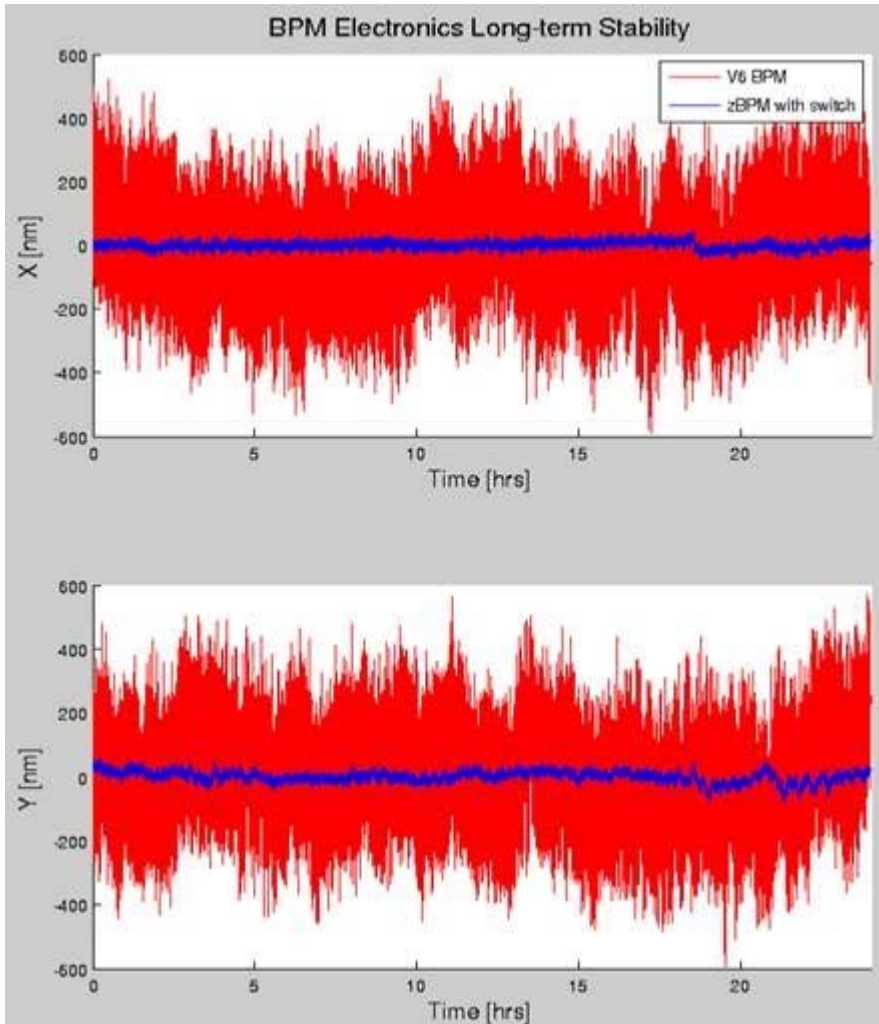 BPM Electronics Long-term Stability
600
V6 BPM
zBPM with switch
400
200
X [nm]
0
-200
-400
-600
0 5 10 15 20
Time [hrs]
600
400
200
Y [nm]
0
-200
-400
-600
0 5 10 15 20
Time [hrs]